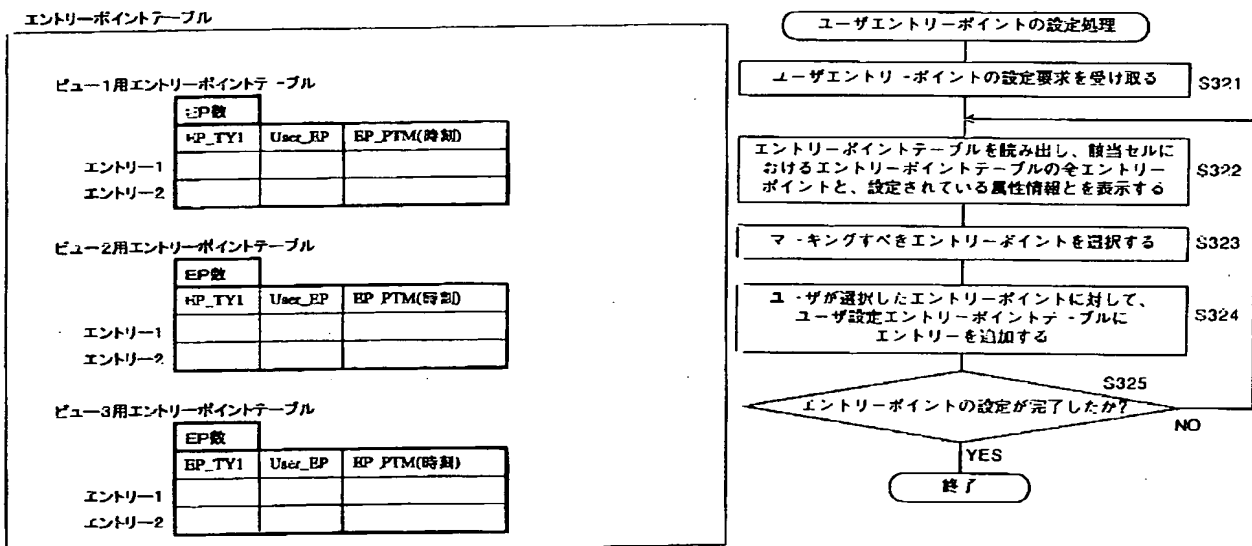 エントリーポイントテーブル
ビュー1用エントリーポイントテーブル
EP数
EP_TY1 User_EP EP_PTM(時刻)
エントリー1
エントリー2
ビュー2用エントリーポイントテーブル
EP数
EP_TY1 User_EP EP_PTM(時刻)
エントリー1
エントリー2
ビュー3用エントリーポイントテーブル
EP数
EP_TY1 User_EP EP_PTM(時刻)
エントリー1
エントリー2
ユーザエントリーポイントの設定処理
ユーザエントリーポイントの設定要求を受け取る
S321
エントリーポイントテーブルを読み出し、該当セルに
おけるエントリーポイントテーブルの全エントリー
ポイントと、設定されている属性情報とを表示する
S322
マーキングすべきエントリーポイントを選択する
S323
ユーザが選択したエントリーポイントに対して、
ユーザ設定エントリーポイントテーブルに
エントリーを追加する
S324
S325
エントリーポイントの設定が完了したか?
NO
YES
終了